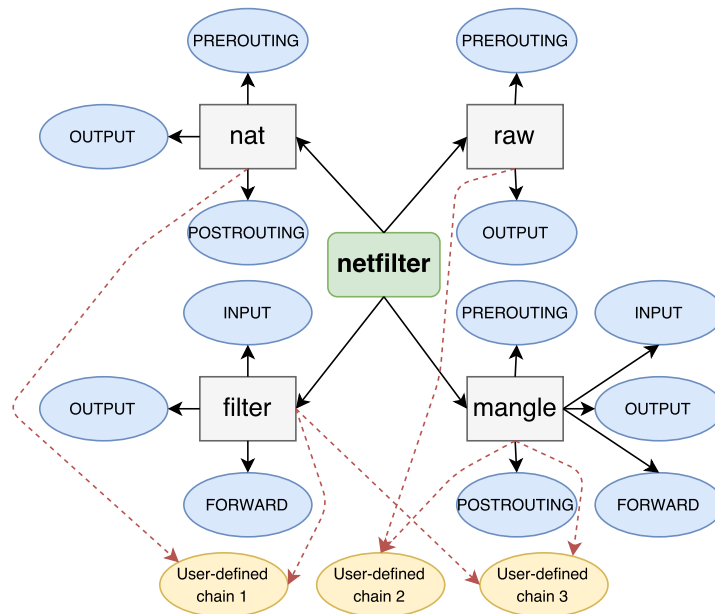 PREROUTING
PREROUTING
OUTPUT
nat
raw
POSTROUTING
OUTPUT
netfilter
INPUT
PREROUTING
INPUT
OUTPUT
filter
mangle
OUTPUT
FORWARD
POSTROUTING
FORWARD
User-defined
chain 1
User-defined
chain 2
User-defined
chain 3